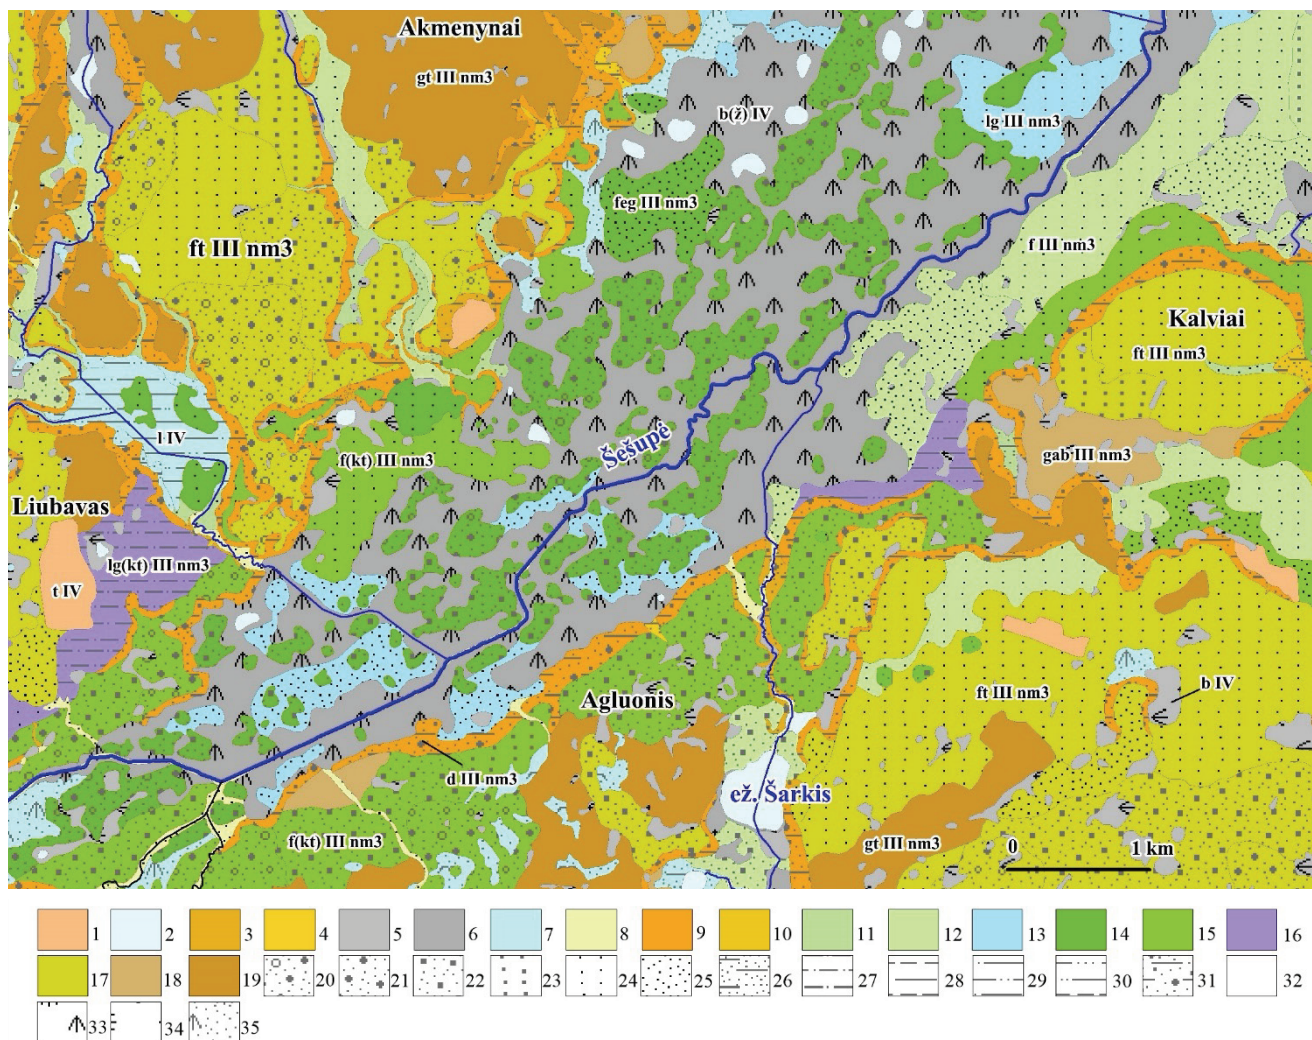 Akmenynai
gt III nm3
b(ž) IV
lg III nm3
feg III nm3
ft III nm3
f III nm3
Kalviai
ft III nm3
l IV
f(kt) III nm3
Šešupė
gab III nm3
Liubavas
lg(kt) III nm3
t IV
Agluonis
ft III nm3
b IV
d III nm3
ež. Šarkis
f(kt) III nm3
gt III nm3
0 1 km
1 2 3 4 5 6 7 8 9 10 11 12 13 14 15 16
17 18 19 20 21 22 23 24 25 26 27 28 29 30 31 32
33 34 35